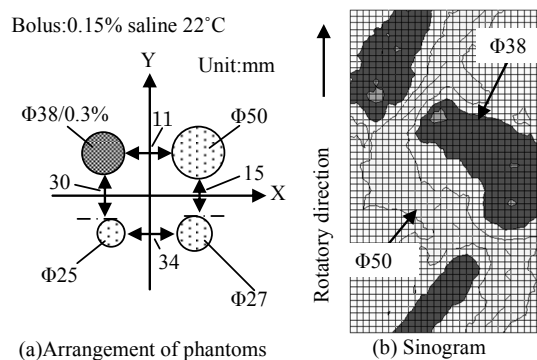 Bolus:0.15% saline 22˚C
Y
Unit:mm
Φ38/0.3%
11
Φ50
30
15
X
Φ25
34
Φ27
(a)Arrangement of phantoms
Rotatory direction
Φ38
Φ50
(b) Sinogram